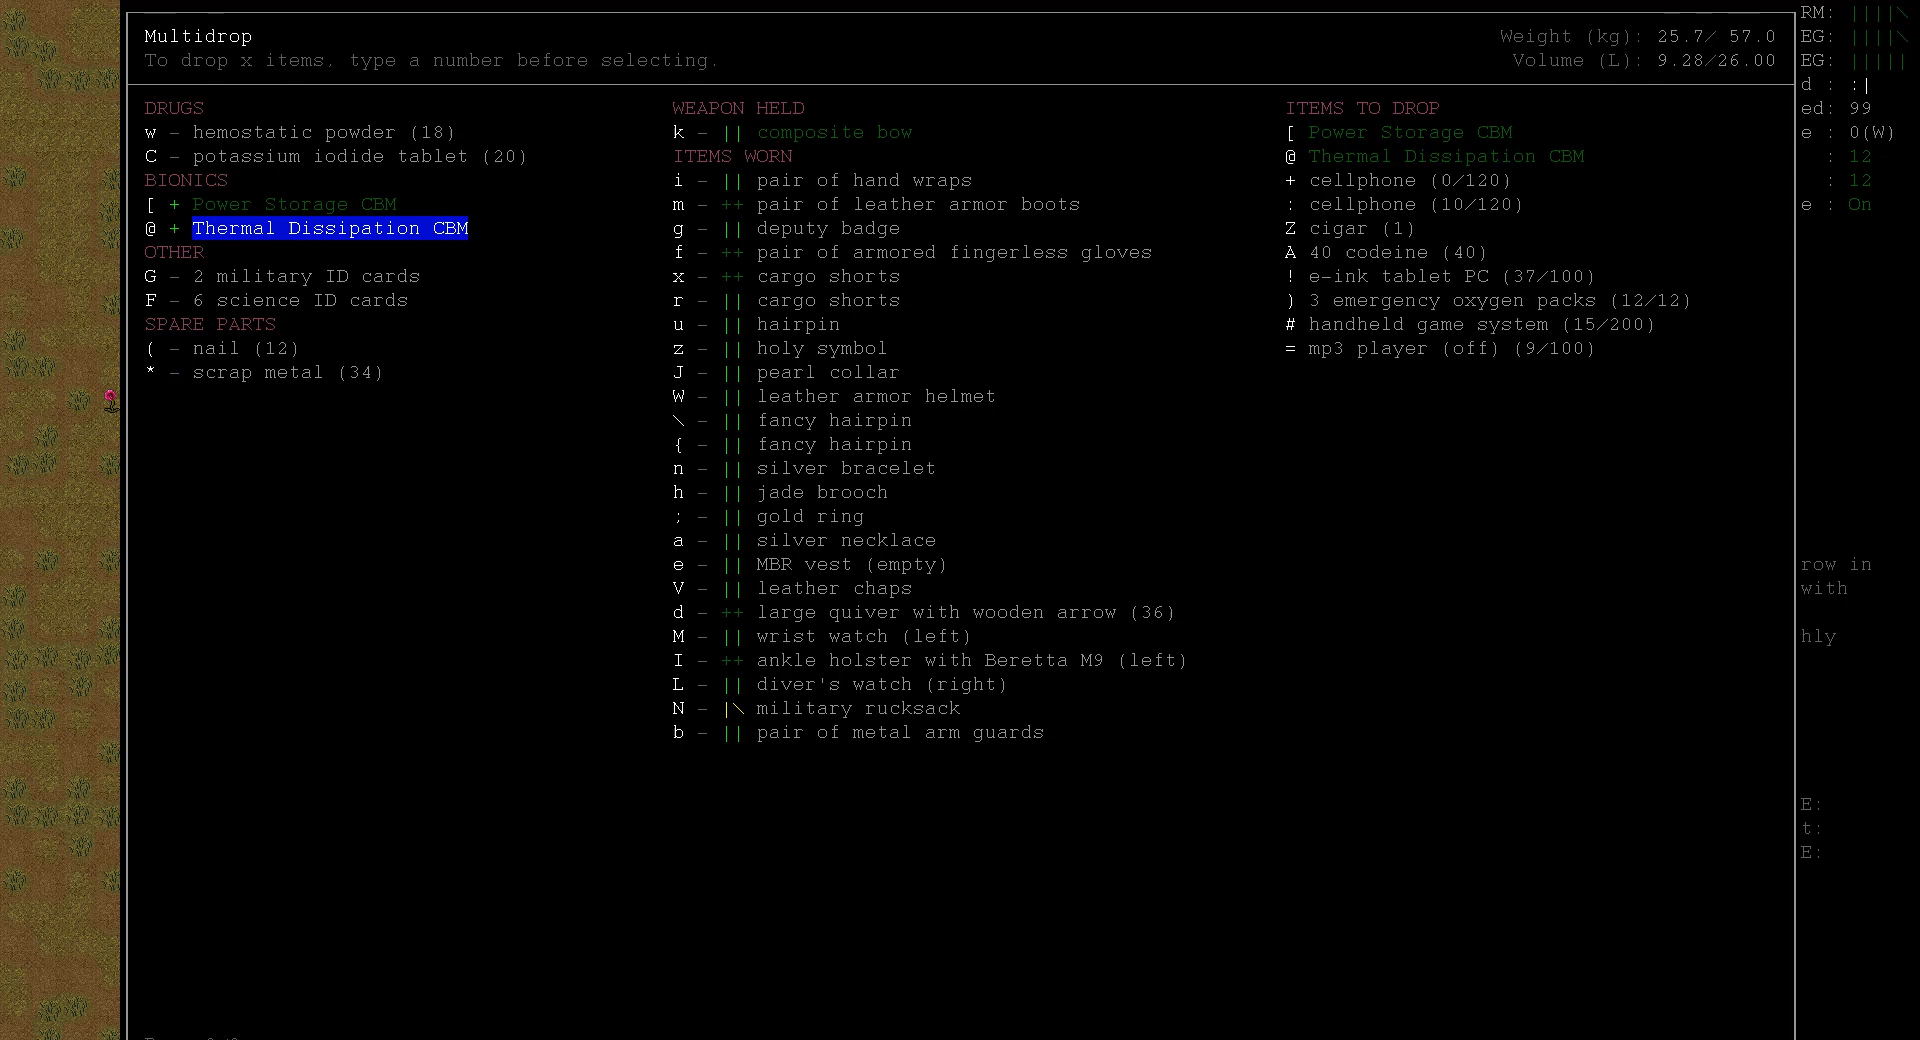 Multidrop
To drop x items, type a number before selecting.
Weight (kg): 25.7/ 57.0
Volume (L): 9.28/26.00
DRUGS
w - hemostatic powder (18)
C - potassium iodide tablet (20)
BIONICS
[ + Power Storage CBM
@ + Thermal Dissipation CBM
OTHER
G - 2 military ID cards
F - 6 science ID cards
SPARE PARTS
( - nail (12)
* - scrap metal (34)
WEAPON HELD
k - || composite bow
ITEMS WORN
i - || pair of hand wraps
m - ++ pair of leather armor boots
g - || deputy badge
f - ++ pair of armored fingerless gloves
x - ++ cargo shorts
r - || cargo shorts
u - || hairpin
z - || holy symbol
J - || pearl collar
W - || leather armor helmet
\ - || fancy hairpin
{ - || fancy hairpin
n - || silver bracelet
h - || jade brooch
; - || gold ring
a - || silver necklace
e - || MBR vest (empty)
V - || leather chaps
d - ++ large quiver with wooden arrow (36)
M - || wrist watch (left)
I - ++ ankle holster with Beretta M9 (left)
L - || diver's watch (right)
N - |\ military rucksack
b - || pair of metal arm guards
ITEMS TO DROP
[ Power Storage CBM
@ Thermal Dissipation CBM
+ cellphone (0/120)
: cellphone (10/120)
Z cigar (1)
A 40 codeine (40)
! e-ink tablet PC (37/100)
) 3 emergency oxygen packs (12/12)
# handheld game system (15/200)
= mp3 player (off) (9/100)
RM: ||||\
EG: ||||\
EG: |||||
d : :|
ed: 99
e : 0(W)
: 12
: 12
e : On
row in
with
hly
E:
t:
E: